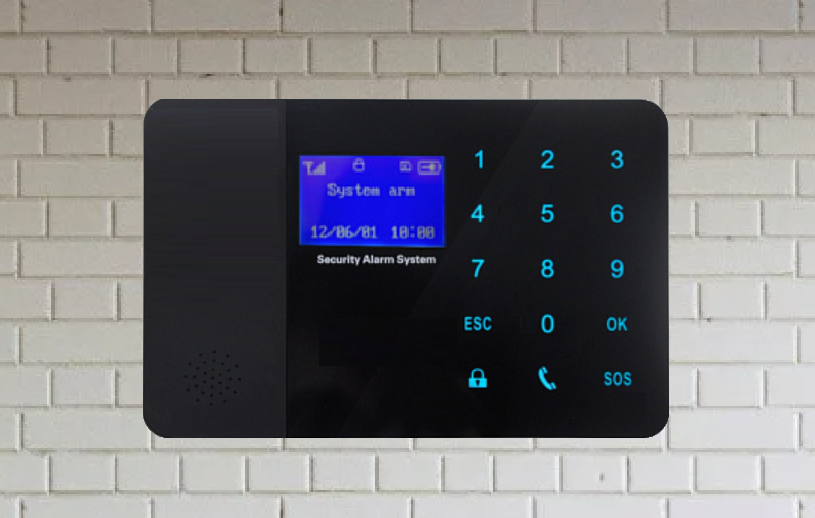 System arm
12/06/01 10:00
Security Alarm System
1 2 3
4 5 6
7 8 9
ESC 0 OK
SOS